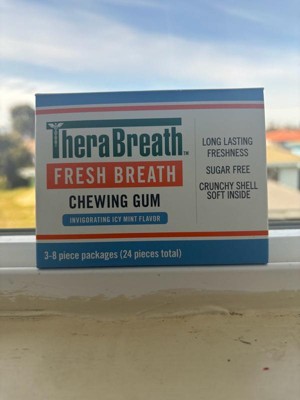 TheraBreath™
FRESH BREATH
CHEWING GUM
INVIGORATING ICY MINT FLAVOR
LONG LASTING
FRESHNESS
SUGAR FREE
CRUNCHY SHELL
SOFT INSIDE
3-8 piece packages (24 pieces total)